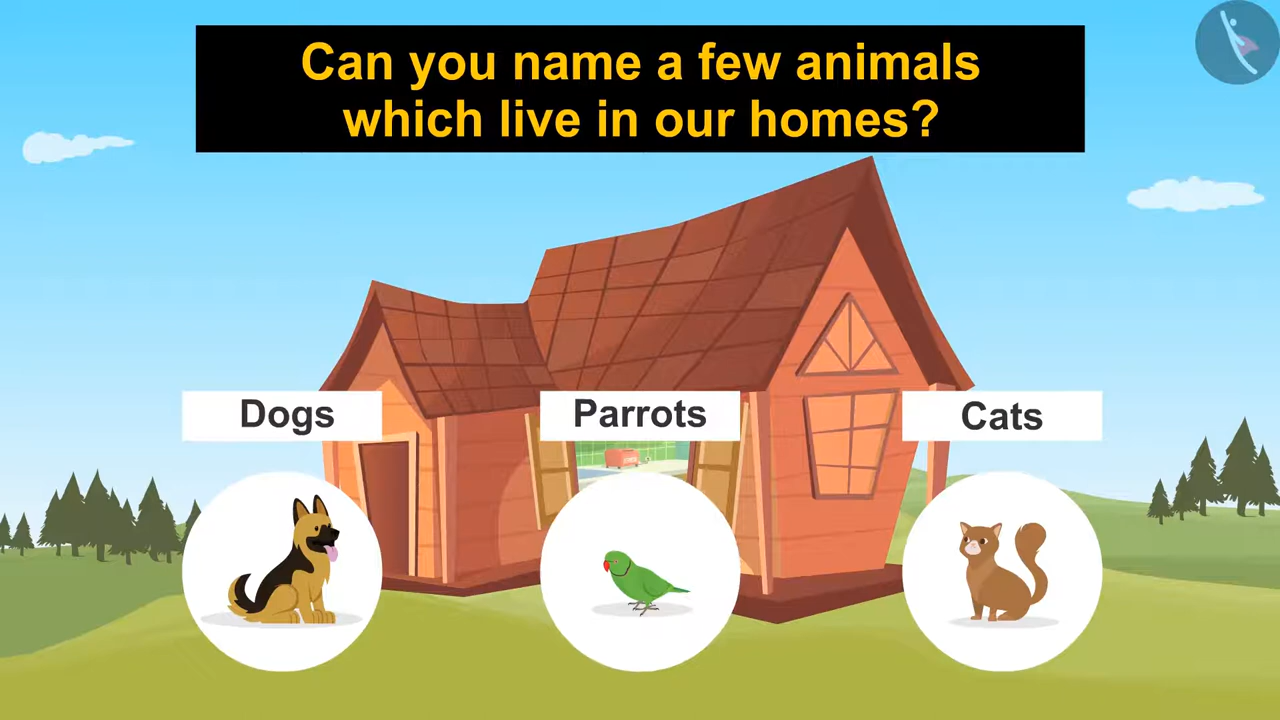 Can you name a few animals
which live in our homes?
Dogs
Parrots
Cats